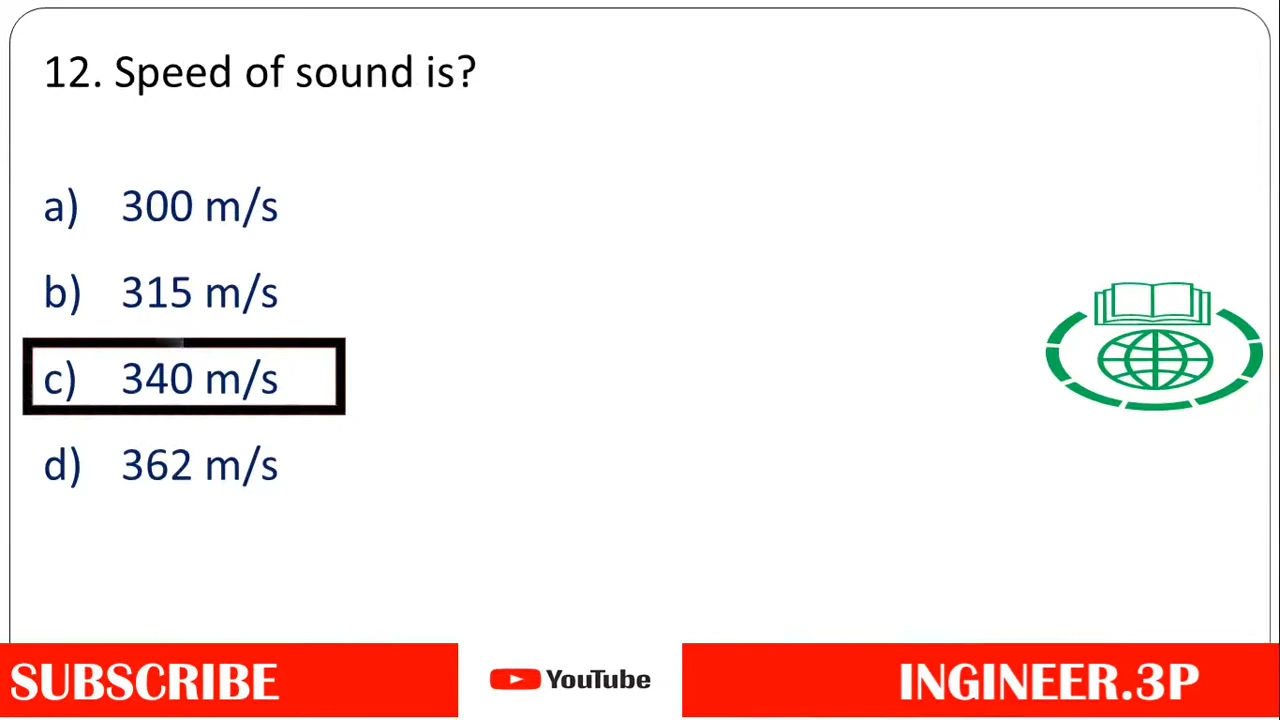 12. Speed of sound is?
a) 300 m/s
b) 315 m/s
c) 340 m/s
d) 362 m/s
SUBSCRIBE YouTube INGINEER.3P